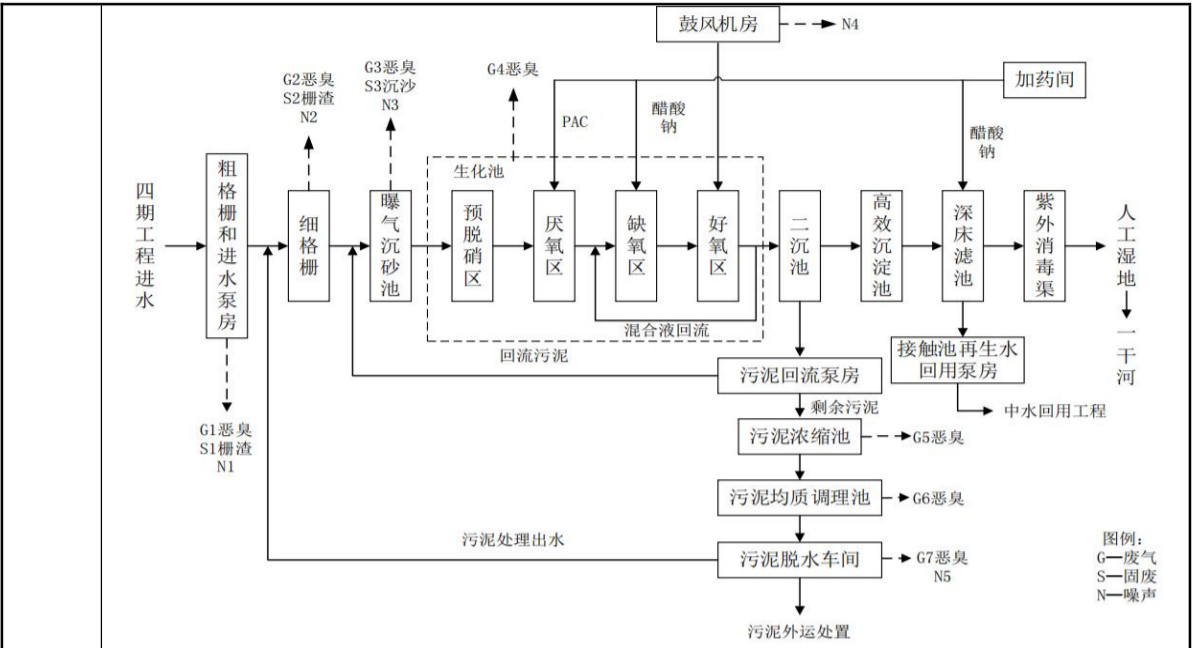 鼓风机房
N4
G2恶臭
S2栅渣
N2
G3恶臭
S3沉沙
N3
G4恶臭
加药间
PAC
醋酸
钠
醋酸
钠
生化池
四期工程进水
粗格栅和进水泵房
细格栅
曝气沉砂池
预脱硝区
厌氧区
缺氧区
好氧区
二沉池
高效沉淀池
深床滤池
紫外消毒渠
人工湿地
一干河
混合液回流
回流污泥
污泥回流泵房
接触池再生水
回用泵房
剩余污泥
中水回用工程
G1恶臭
S1栅渣
N1
污泥浓缩池
G5恶臭
污泥均质调理池
G6恶臭
污泥处理出水
污泥脱水车间
G7恶臭
N5
图例：
G—废气
S—固废
N—噪声
污泥外运处置